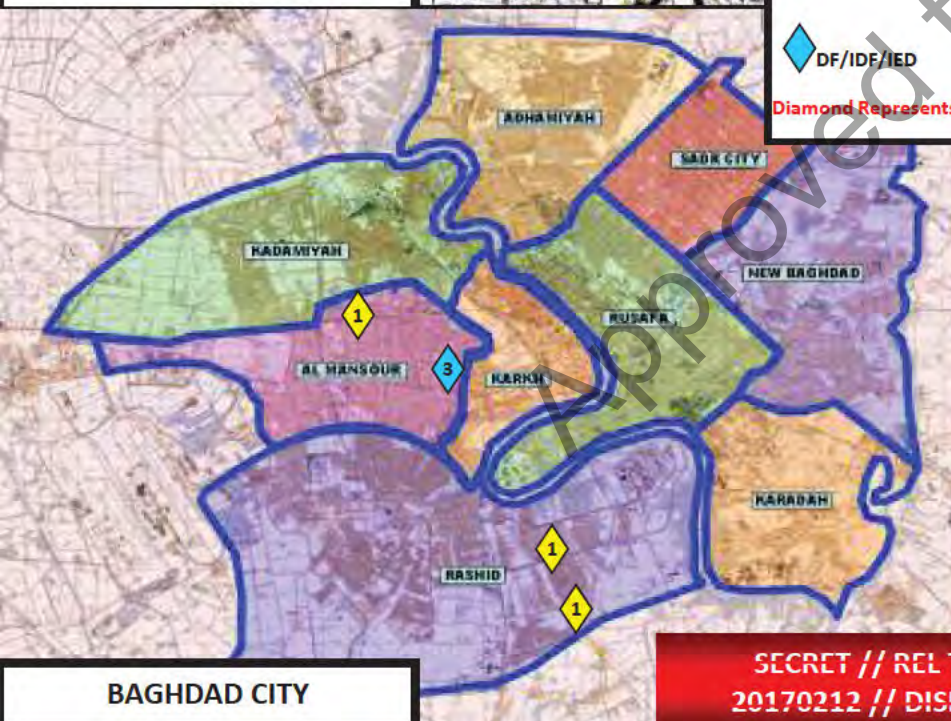 DF/IDF/IED
Diamond Represents
Approved f
ADHAMIYAH
SADR CITY
KADAMIYAH
NEW BAGHDAD
RUSAFA
1
AL MANSOUR
3
KARKH
KARADAH
1
RASHID
1
BAGHDAD CITY
SECRET // REL T
20170212 // DIS